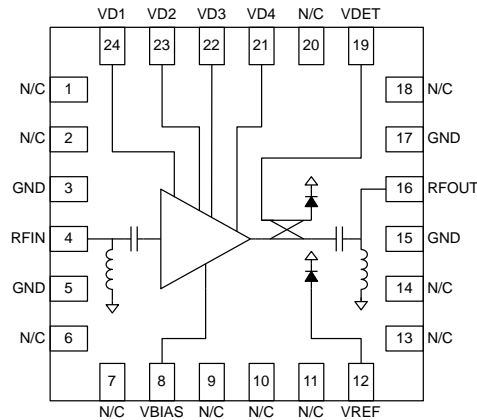 VD1 VD2 VD3 VD4 N/C VDET
24 23 22 21 20 19
N/C 1 18 N/C
N/C 2 17 GND
GND 3 16 RFOUT
RFIN 4 15 GND
GND 5 14 N/C
N/C 6 13 N/C
7 8 9 10 11 12
N/C VBIAS N/C N/C N/C VREF